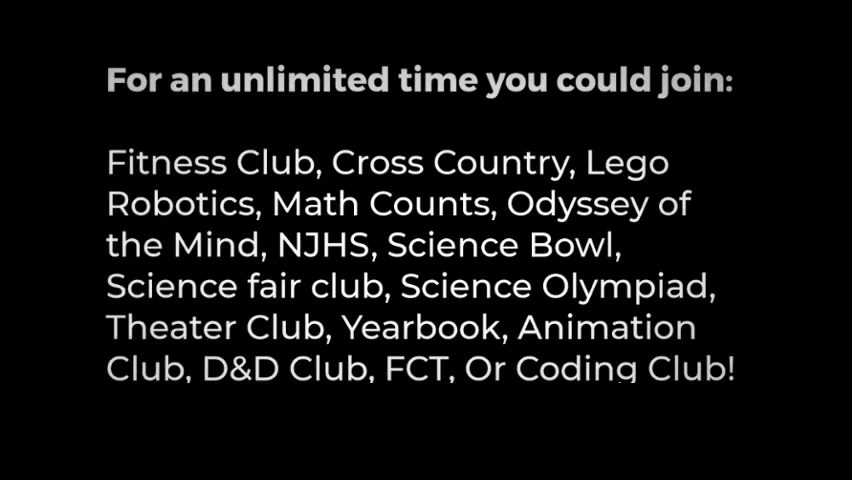 For an unlimited time you could join:
Fitness Club, Cross Country, Lego
Robotics, Math Counts, Odyssey of
the Mind, NJHS, Science Bowl,
Science fair club, Science Olympiad,
Theater Club, Yearbook, Animation
Club, D&D Club, FCT, Or Coding Club!